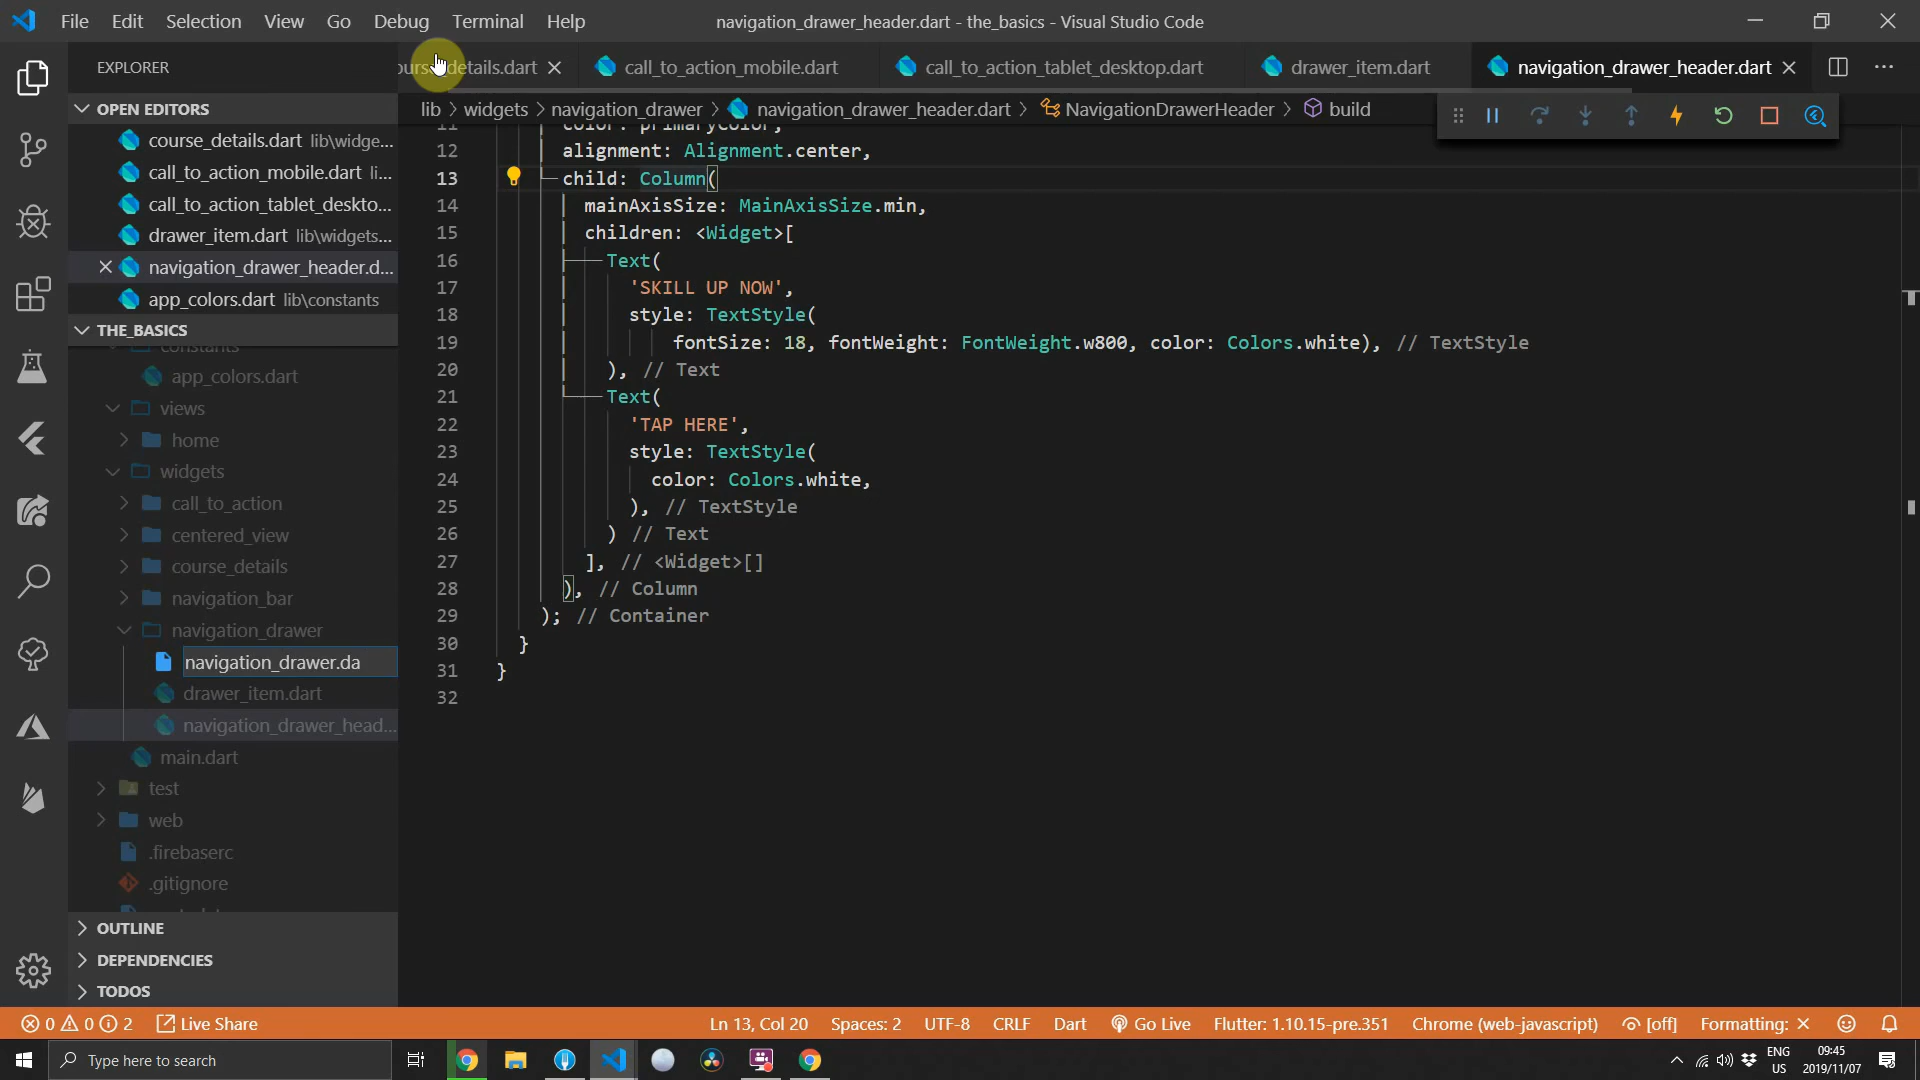 File Edit Selection View Go Debug Terminal Help
navigation_drawer_header.dart - the_basics - Visual Studio Code
EXPLORER
details.dart
call_to_action_mobile.dart
call_to_action_tablet_desktop.dart
drawer_item.dart
navigation_drawer_header.dart
OPEN EDITORS
course_details.dart lib\widge...
call_to_action_mobile.dart li...
call_to_action_tablet_deskto...
drawer_item.dart lib\widgets...
navigation_drawer_header.d...
app_colors.dart lib\constants
THE_BASICS
constants
app_colors.dart
views
home
widgets
call_to_action
centered_view
course_details
navigation_bar
navigation_drawer
navigation_drawer.da
drawer_item.dart
navigation_drawer_head...
main.dart
test
web
.firebaserc
.gitignore
OUTLINE
DEPENDENCIES
TODOS
lib > widgets > navigation_drawer > navigation_drawer_header.dart > NavigationDrawerHeader > build
11 color: primaryColor,
12 alignment: Alignment.center,
13 child: Column(
14 mainAxisSize: MainAxisSize.min,
15 children: <Widget>[
16 Text(
17 'SKILL UP NOW',
18 style: TextStyle(
19 fontSize: 18, fontWeight: FontWeight.w800, color: Colors.white), // TextStyle
20 ), // Text
21 Text(
22 'TAP HERE',
23 style: TextStyle(
24 color: Colors.white,
25 ), // TextStyle
26 ) // Text
27 ], // <Widget>[]
28 ), // Column
29 ); // Container
30 }
31 }
32
0 0 2 Live Share
Ln 13, Col 20 Spaces: 2 UTF-8 CRLF Dart Go Live Flutter: 1.10.15-pre.351 Chrome (web-javascript) [off] Formatting: ✕
Type here to search
ENG
US
09:45
2019/11/07